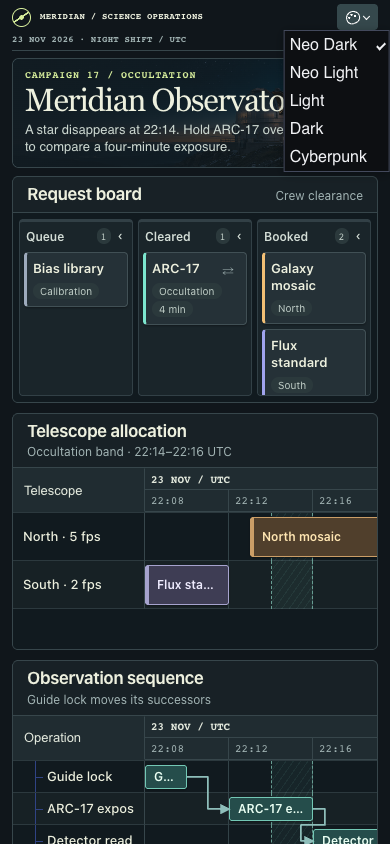 MERIDIAN / SCIENCE OPERATIONS
23 NOV 2026 · NIGHT SHIFT / UTC
Neo Dark
Neo Light
Light
Dark
Cyberpunk
CAMPAIGN 17 / OCCULTATION
Meridian Observato
A star disappears at 22:14. Hold ARC-17 ove
to compare a four-minute exposure.
Request board
Crew clearance
Queue 1
Bias library
Calibration
Cleared 1
ARC-17
Occultation
4 min
Booked 2
Galaxy
mosaic
North
Flux
standard
South
Telescope allocation
Occultation band · 22:14–22:16 UTC
Telescope
23 NOV / UTC
22:08 22:12 22:16
North · 5 fps
North mosaic
South · 2 fps
Flux sta...
Observation sequence
Guide lock moves its successors
Operation
23 NOV / UTC
22:08 22:12 22:16
Guide lock
G...
ARC-17 expos
ARC-17 e...
Detector read
Detector